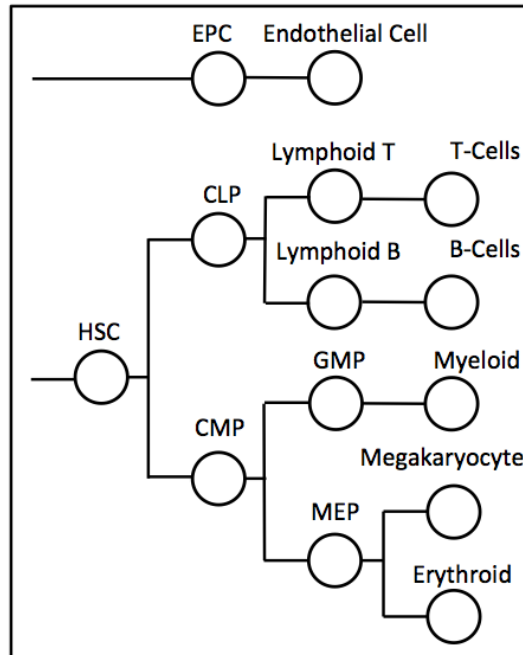 EPC Endothelial Cell
Lymphoid T T-Cells
CLP
Lymphoid B B-Cells
HSC
GMP Myeloid
CMP
Megakaryocyte
MEP
Erythroid